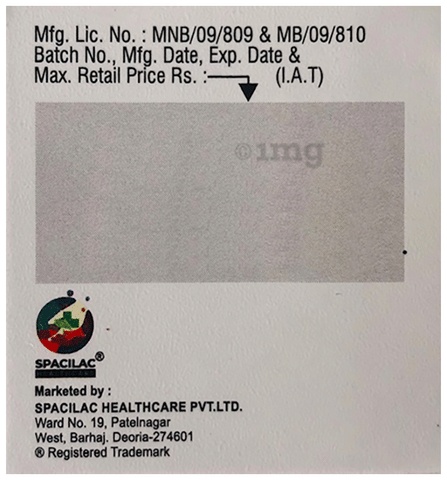 Mfg. Lic. No. : MNB/09/809 & MB/09/810
Batch No., Mfg. Date, Exp. Date &
Max. Retail Price Rs. : (I.A.T)
©1mg
SPACILAC®
Marketed by :
SPACILAC HEALTHCARE PVT.LTD.
Ward No. 19, Patelnagar
West, Barhaj. Deoria-274601
® Registered Trademark